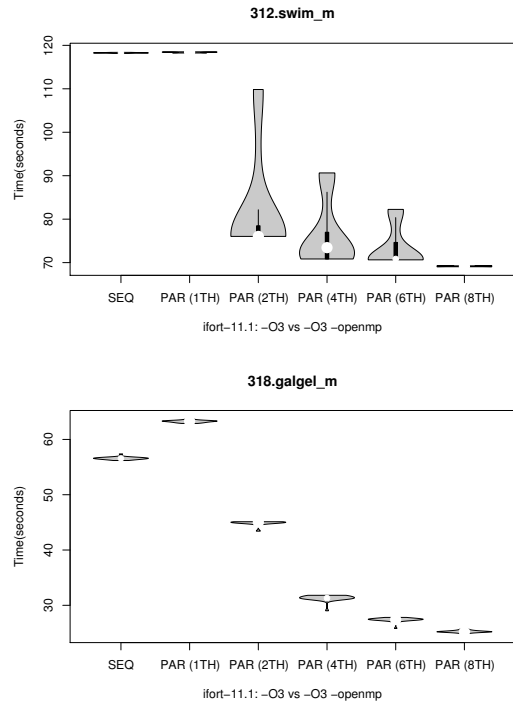 312.swim_m
120
110
100
90
80
70
Time(seconds)
SEQ PAR (1TH) PAR (2TH) PAR (4TH) PAR (6TH) PAR (8TH)
ifort−11.1: −O3 vs −O3 −openmp
318.galgel_m
60
50
40
30
Time(seconds)
SEQ PAR (1TH) PAR (2TH) PAR (4TH) PAR (6TH) PAR (8TH)
ifort−11.1: −O3 vs −O3 −openmp